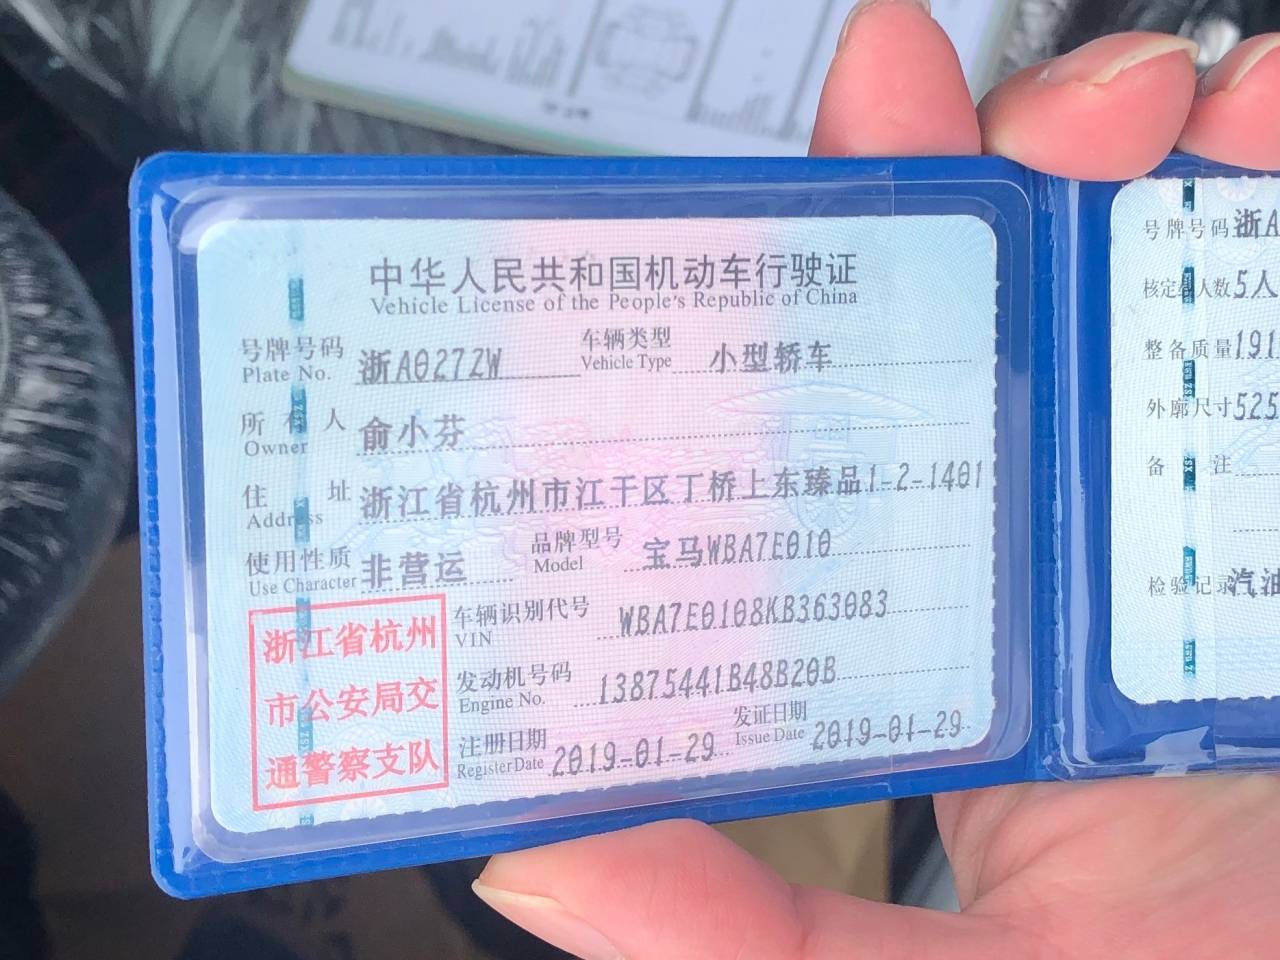 中华人民共和国机动车行驶证
Vehicle License of the People's Republic of China
号牌号码 浙A027ZW 车辆类型 小型轿车
Plate No. Vehicle Type
所有人 俞小芬
Owner
住址 浙江省杭州市江干区丁桥上东臻品1-2-1401
Address
使用性质 非营运 品牌型号 宝马WBA7E010
Use Character Model
浙江省杭州
市公安局交
通警察支队
车辆识别代号 WBA7E0108KB363083
VIN
发动机号码 13875441B48B20B
Engine No.
注册日期 2019-01-29 发证日期 2019-01-29
Register Date Issue Date
号牌号码 浙A
核定 人数 5人
整备质量 191
外廓尺寸 525
备注
检验记录 汽油